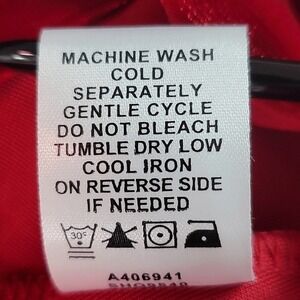 MACHINE WASH
COLD
SEPARATELY
GENTLE CYCLE
DO NOT BLEACH
TUMBLE DRY LOW
COOL IRON
ON REVERSE SIDE
IF NEEDED
30°
A406941